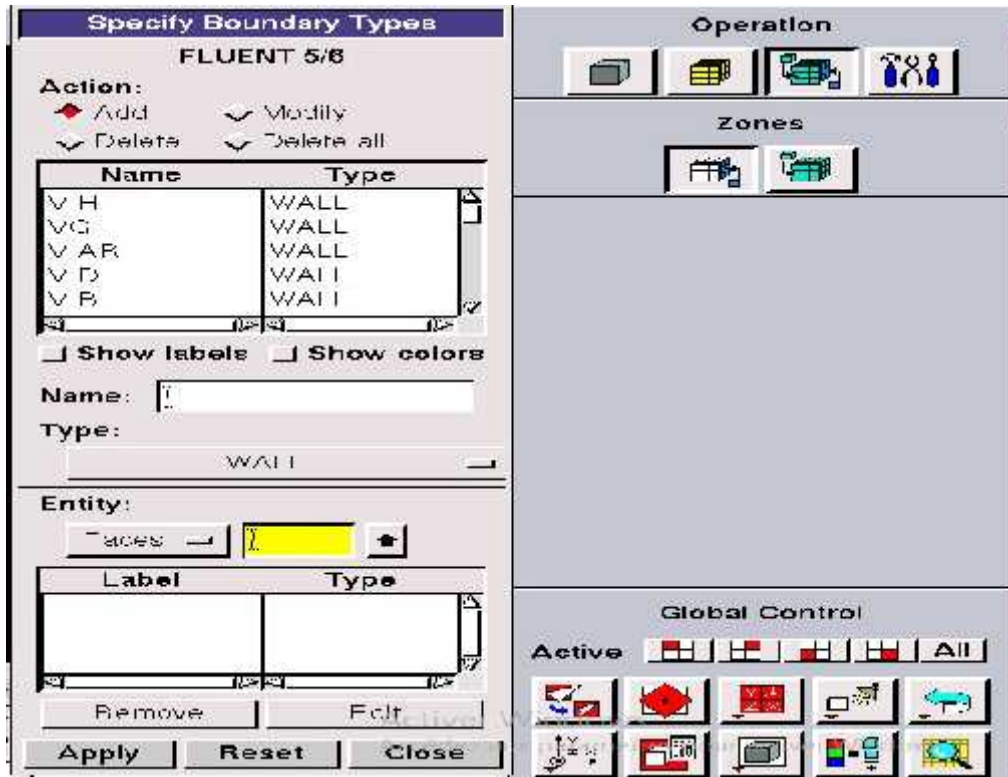 Specify Boundary Types
FLUENT 5/6
Action:
Add Modify
Delete Delete all
Name Type
V H WALL
VG WALL
V AR WALL
V D WALL
V B WALL
Show labels Show colors
Name:
Type:
WALL
Entity:
Faces
Label Type
Remove Edit
Apply Reset Close
Operation
Zones
Global Control
Active All